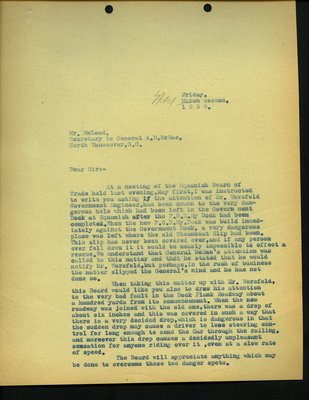 Friday,
May March second,
1930.
Mr. McLeod,
Secretary to General A.D.McRae,
North Vancouver,B.C.
Dear Sir:-
At a meeting of the Squamish Board of
Trade held last evening,May first,I was instructed
to write you asking if the attention of Mr. Worsfold
Government Engineer,had been drawn to the very dan-
gerous hole which had been left in the Government
Dock at Squamish after the P.G.E.Ry Dock had been
completed.When the new P.G.E.Ry.Dock was build immed-
iately against the Government Dock, a very dangerous
place was left where the old Steamboat Slip had been.
This slip has never been covered over,and if any person
ever fell down it it would be nearly impossible to effect a
rescue.We understand that General McRae's attention was
called to this matter and that he stated that he would
notify Mr. Worsfold,but perhaps,in the rush of business
the matter slipped the General's mind and he has not
done so.
When taking this matter up with Mr. Worsfold,
this Board would like you also to draw his attention
to the very bad fault in the Dock Plank Roadway about
a hundred yards from its commencement. When the new
roadway was joined with the old one,there was a drop of
about six inches and this was covered in such a way that
there is a very decided drop,which is dangerous in that
the sudden drop may cause a driver to lose steering con-
trol for long enough to send the Car through the railing,
and moreover this drop causes a decidedly unpleasant
sensation for anyone riding over it ,even at a slow rate
of speed.
The Board will appreciate anything which may
be done to overcome these two danger spots.